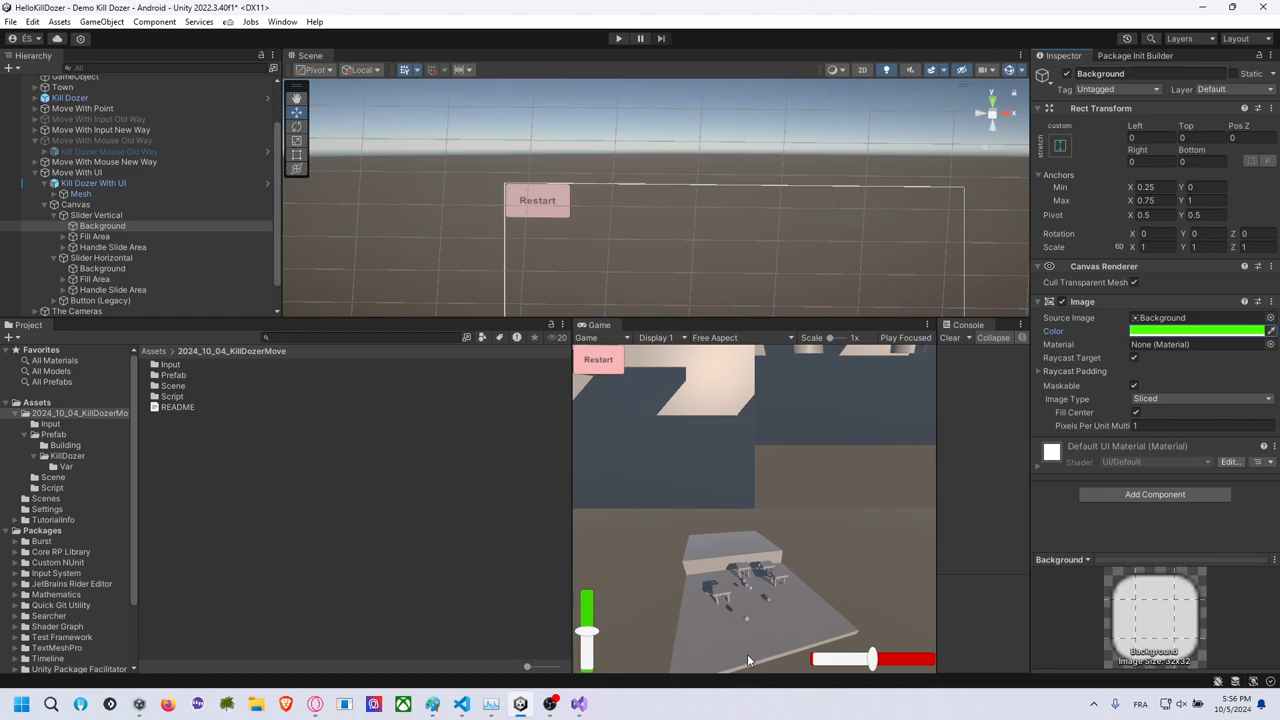 HelloKillDozer - Demo Kill Dozer - Android - Unity 2022.3.40f1* <DX11>
File Edit Assets GameObject Component Services Jobs Window Help
ÉS Layers Layout
Hierarchy
All
GameObject
Town
Kill Dozer
Move With Point
Move With Input Old Way
Move With Input New Way
Move With Mouse Old Way
Kill Dozer Mouse Old Way
Move With Mouse New Way
Move With UI
Kill Dozer With UI
Mesh
Canvas
Slider Vertical
Background
Fill Area
Handle Slide Area
Slider Horizontal
Background
Fill Area
Handle Slide Area
Button (Legacy)
The Cameras
Scene
Pivot Local 2D
y
x
Restart
Inspector Package Init Builder
Background Static
Tag Untagged Layer Default
Rect Transform
custom Left Top Pos Z
stretch 0 0 0
Right Bottom
0 0 R
Anchors
Min X 0.25 Y 0
Max X 0.75 Y 1
Pivot X 0.5 Y 0.5
Rotation X 0 Y 0 Z 0
Scale X 1 Y 1 Z 1
Canvas Renderer
Cull Transparent Mesh
Image
Source Image Background
Color
Material None (Material)
Raycast Target
Raycast Padding
Maskable
Image Type Sliced
Fill Center
Pixels Per Unit Multi 1
Default UI Material (Material)
Shader UI/Default Edit...
Add Component
Background
Background
Image Size: 32x32
Project
20
Favorites
All Materials
All Models
All Prefabs
Assets
2024_10_04_KillDozerMo
Input
Prefab
Building
KillDozer
Var
Scene
Script
Scenes
Settings
TutorialInfo
Packages
Burst
Core RP Library
Custom NUnit
Input System
JetBrains Rider Editor
Mathematics
Quick Git Utility
Searcher
Shader Graph
Test Framework
TextMeshPro
Timeline
Unity Package Facilitator
Assets 2024_10_04_KillDozerMove
Input
Prefab
Scene
Script
README
Game
Game Display 1 Free Aspect Scale 1x Play Focused
Restart
Console
Clear Collapse
FRA 5:56 PM
10/5/2024